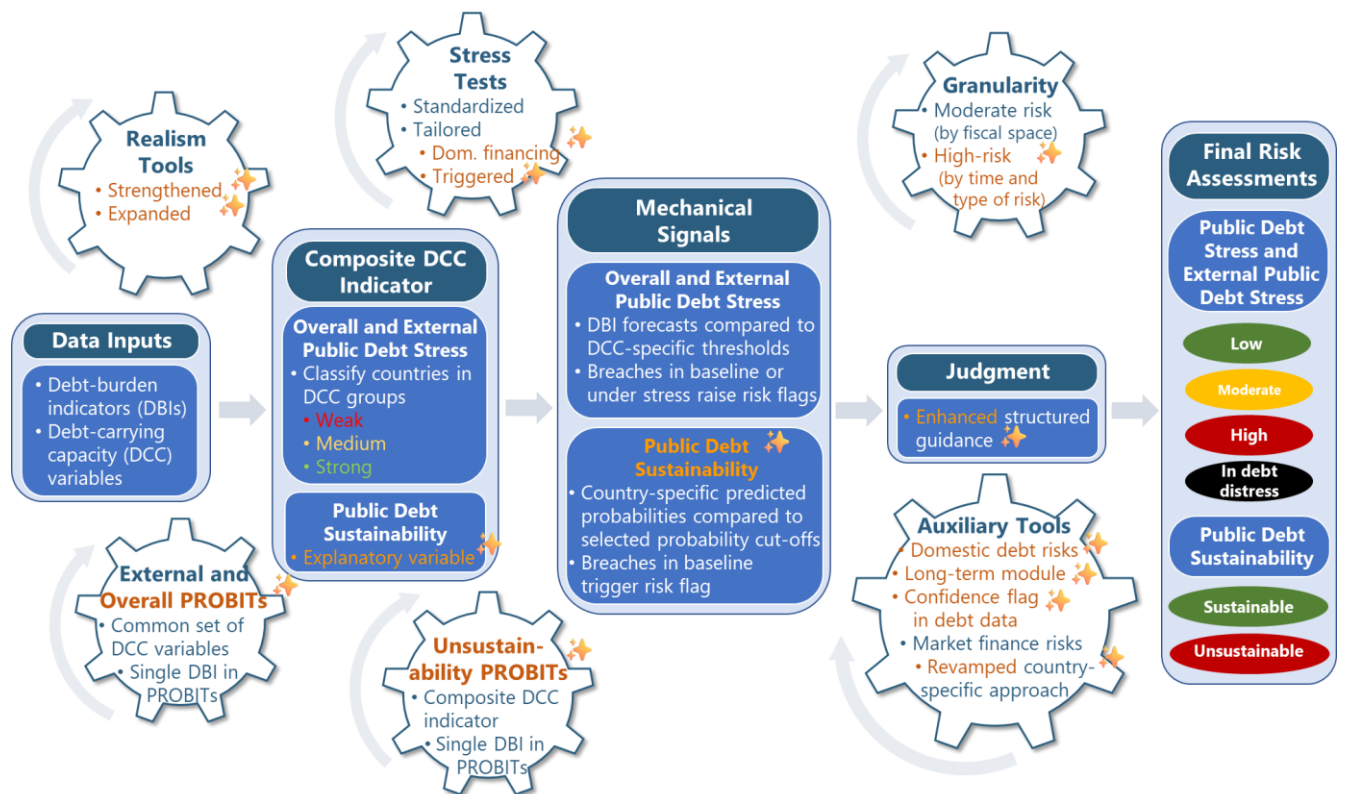 Realism
Tools
• Strengthened
• Expanded
Stress
Tests
• Standardized
• Tailored
• Dom. financing
• Triggered
Granularity
• Moderate risk
(by fiscal space)
• High-risk
(by time and
type of risk)
Data Inputs
• Debt-burden
indicators (DBIs)
• Debt-carrying
capacity (DCC)
variables
Composite DCC
Indicator
Overall and External
Public Debt Stress
• Classify countries in
DCC groups
• Weak
• Medium
• Strong
Public Debt
Sustainability
• Explanatory variable
Mechanical
Signals
Overall and External
Public Debt Stress
• DBI forecasts compared to
DCC-specific thresholds
• Breaches in baseline or
under stress raise risk flags
Public Debt
Sustainability
• Country-specific predicted
probabilities compared to
selected probability cut-offs
• Breaches in baseline
trigger risk flag
Judgment
• Enhanced structured
guidance
Final Risk
Assessments
Public Debt
Stress and
External Public
Debt Stress
Low
Moderate
High
In debt
distress
Public Debt
Sustainability
Sustainable
Unsustainable
External and
Overall PROBITs
• Common set of
DCC variables
• Single DBI in
PROBITs
Unsustain-
ability PROBITs
• Composite DCC
indicator
• Single DBI in
PROBITs
Auxiliary Tools
• Domestic debt risks
• Long-term module
• Confidence flag
in debt data
• Market finance risks
• Revamped country-
specific approach